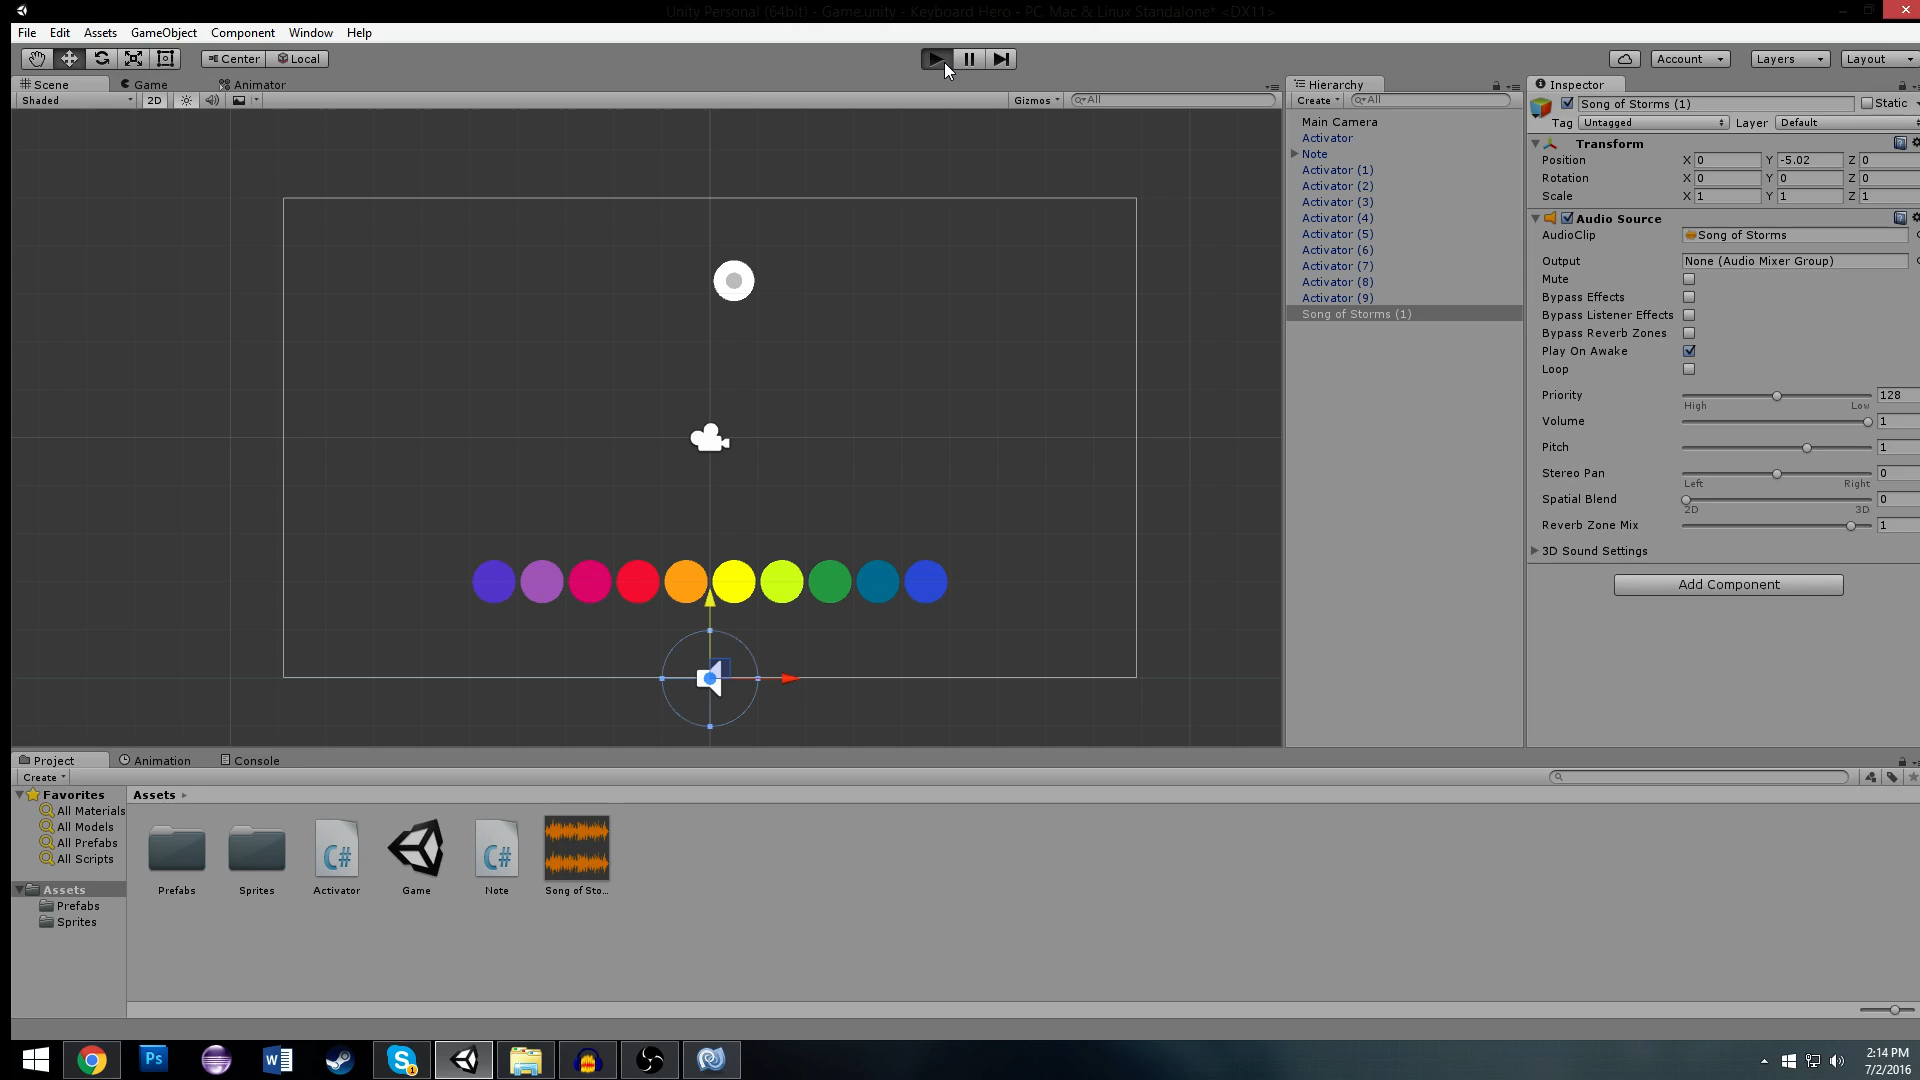 Unity Personal (64bit) - Game.unity - Keyboard Hero - PC, Mac & Linux Standalone* <DX11>
File Edit Assets GameObject Component Window Help
Center Local Account Layers Layout
Scene Game Animator
Shaded 2D Gizmos All
Hierarchy
Create All
Main Camera
Activator
Note
Activator (1)
Activator (2)
Activator (3)
Activator (4)
Activator (5)
Activator (6)
Activator (7)
Activator (8)
Activator (9)
Song of Storms (1)
Inspector
Song of Storms (1) Static
Tag Untagged Layer Default
Transform
Position X 0 Y -5.02 Z 0
Rotation X 0 Y 0 Z 0
Scale X 1 Y 1 Z 1
Audio Source
AudioClip Song of Storms
Output None (Audio Mixer Group)
Mute
Bypass Effects
Bypass Listener Effects
Bypass Reverb Zones
Play On Awake
Loop
Priority 128
High Low
Volume 1
Pitch 1
Stereo Pan 0
Left Right
Spatial Blend 0
2D 3D
Reverb Zone Mix 1
3D Sound Settings
Add Component
Project Animation Console
Create
Favorites
All Materials
All Models
All Prefabs
All Scripts
Assets
Prefabs
Sprites
Assets
C# C#
Prefabs Sprites Activator Game Note Song of Sto...
Ps
2:14 PM
7/2/2016